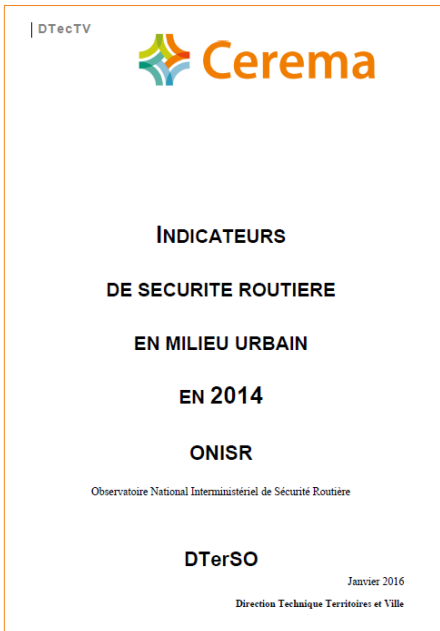 DTecTV
Cerema
INDICATEURS
DE SECURITE ROUTIERE
EN MILIEU URBAIN
EN 2014
ONISR
Observatoire National Interministériel de Sécurité Routière
DTerSO
Janvier 2016
Direction Technique Territoires et Ville